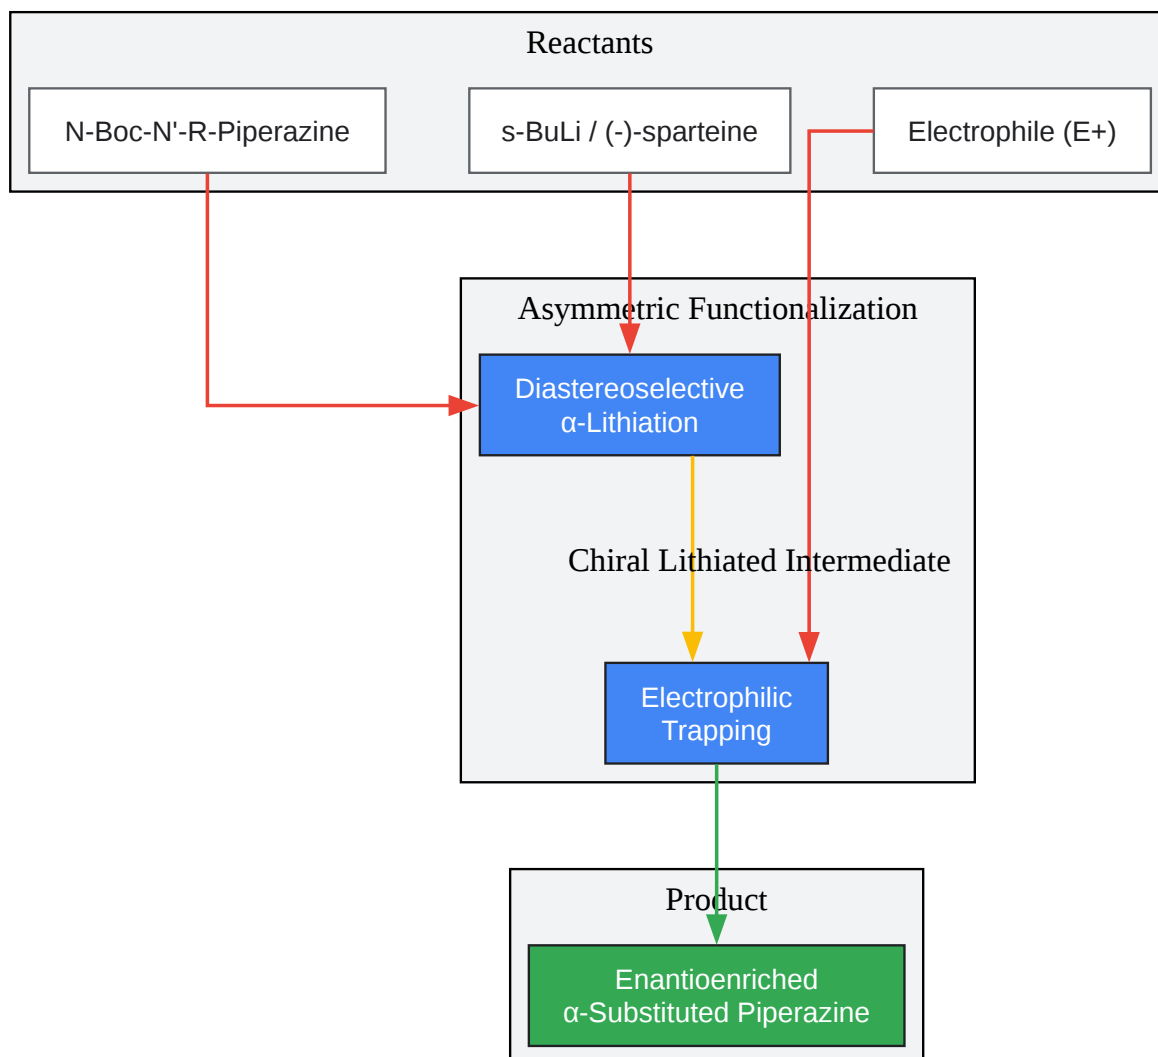 Reactants
N-Boc-N'-R-Piperazine
s-BuLi / (-)-sparteine
Electrophile (E+)
Asymmetric Functionalization
Diastereoselective
α-Lithiation
Chiral Lithiated Intermediate
Electrophilic
Trapping
Product
Enantioenriched
α-Substituted Piperazine